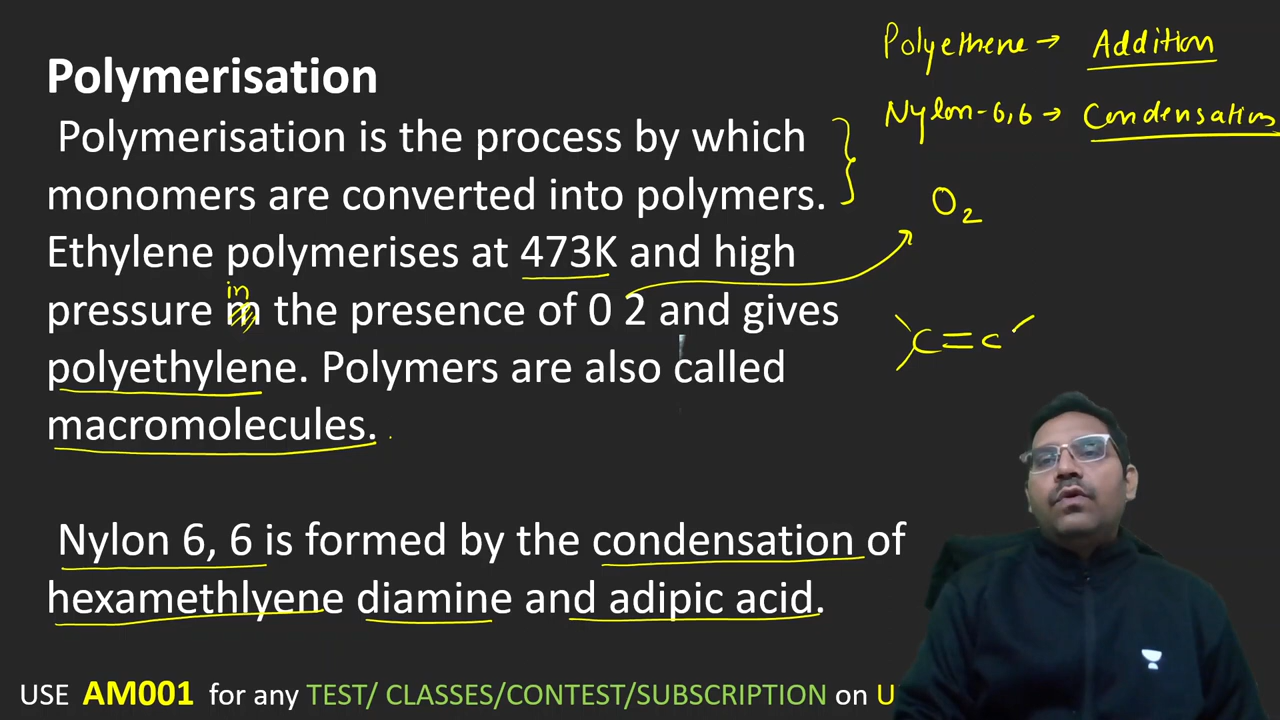 Polymerisation
Polymerisation is the process by which
monomers are converted into polymers.
Ethylene polymerises at 473K and high
in
pressure in the presence of 0 2 and gives
polyethylene. Polymers are also called
macromolecules.
Nylon 6, 6 is formed by the condensation of
hexamethlyene diamine and adipic acid.
USE AM001 for any TEST/ CLASSES/CONTEST/SUBSCRIPTION on U
Polyethene → Addition
Nylon-6,6 → Condensation
O2
C=C